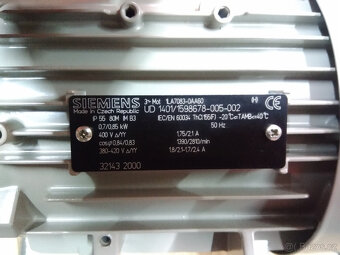 SIEMENS
Made in Czech Republic
3~ Mot 1LA7083-0AA60
(H) CE
UD 1401/1598678-005-002
IP 55 80M IM B3
IEC/EN 60034 Th.Cl.155(F) -20°C<=TAMB<=40°C
0,7/0,85 kW
50 Hz
400 V △/YY
1,75/2,1 A
cosφ 0,84/0,83
1390/2810/min
380-420 V △/YY
1,8/2,1-1,7/2,4 A
32143 2000